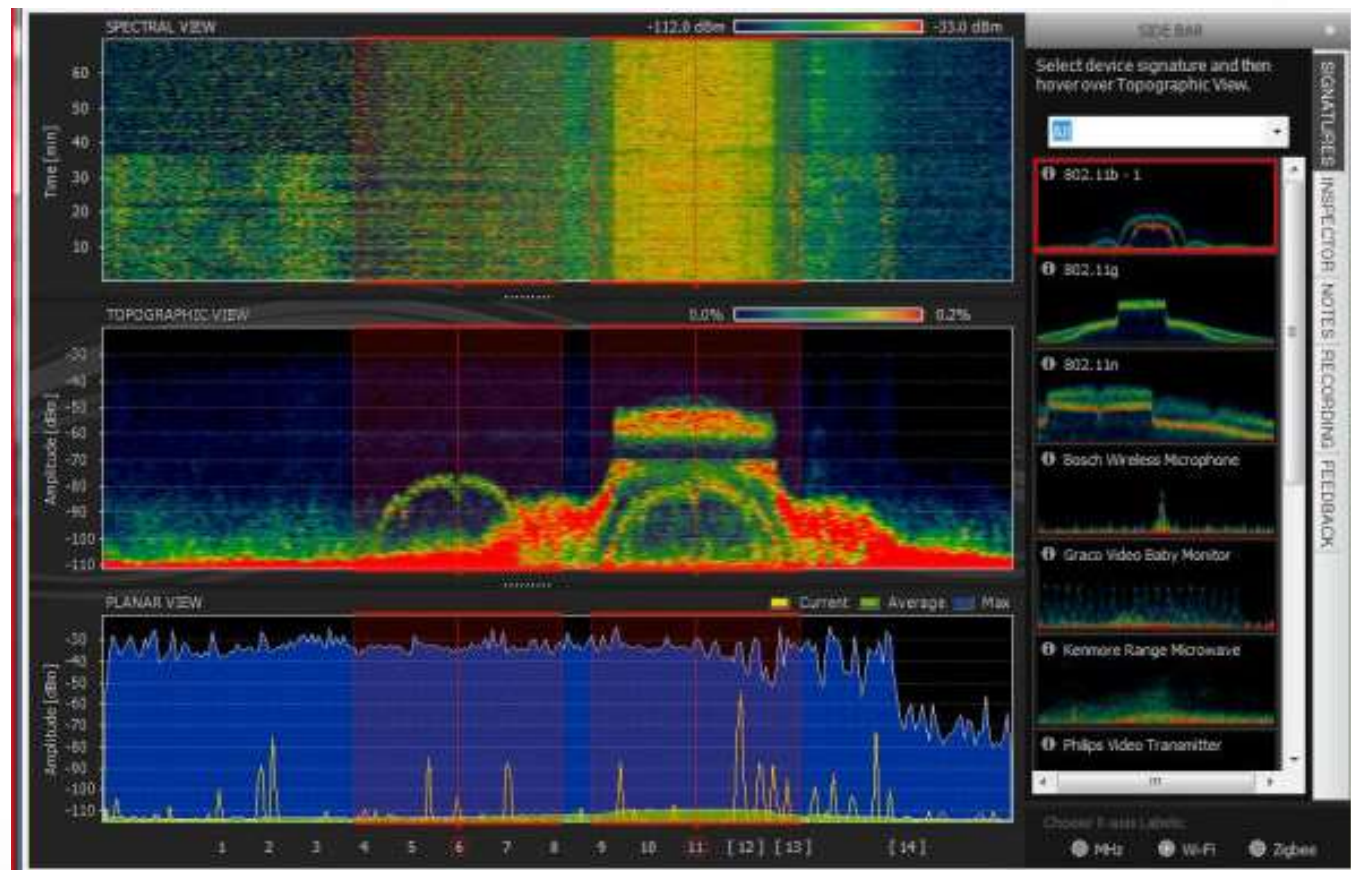 SPECTRAL VIEW
-112.0 dBm
-33.0 dBm
60
50
40
30
20
10
Time [min]
TOPOGRAPHIC VIEW
0.0%
0.2%
-30
-40
-50
-60
-70
-80
-90
-100
-110
Amplitude [dBm]
PLANAR VIEW
Current
Average
Max
-30
-40
-50
-60
-70
-80
-90
-100
-110
Amplitude [dBm]
1 2 3 4 5 6 7 8 9 10 11 [12] [13] [14]
SIDE BAR
Select device signature and then
hover over Topographic View.
All
802.11b - 1
802.11g
802.11n
Bosch Wireless Microphone
Graco Video Baby Monitor
Kenmore Range Microwave
Philips Video Transmitter
SIGNATURES
INSPECTOR
NOTES
RECORDING
FEEDBACK
Choose X-axis Labels:
MHz Wi-Fi Zigbee